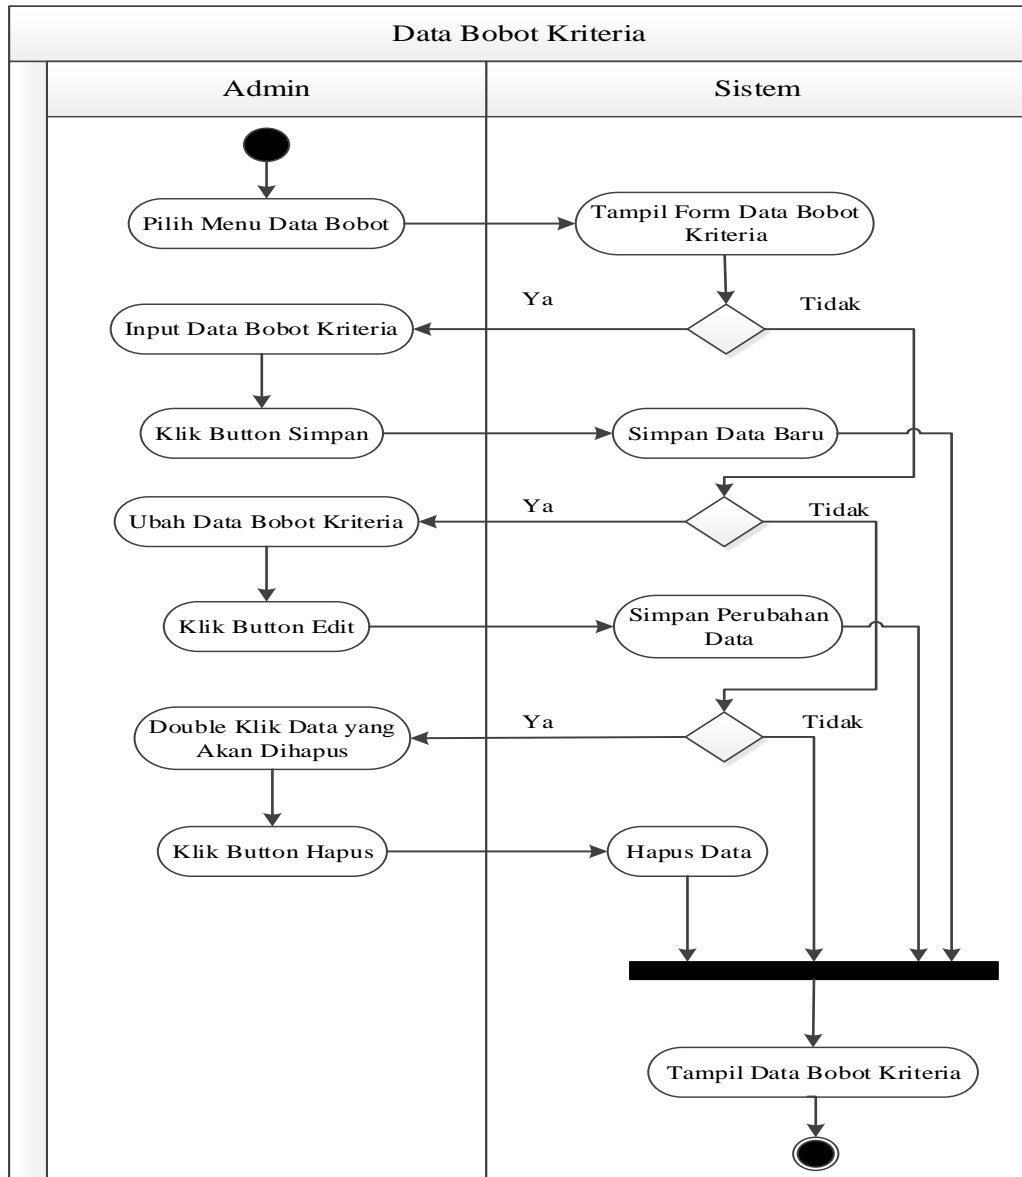 Data Bobot Kriteria
Admin
Sistem
Pilih Menu Data Bobot
Tampil Form Data Bobot
Kriteria
Ya
Tidak
Input Data Bobot Kriteria
Klik Button Simpan
Simpan Data Baru
Ya
Tidak
Ubah Data Bobot Kriteria
Klik Button Edit
Simpan Perubahan
Data
Ya
Tidak
Double Klik Data yang
Akan Dihapus
Klik Button Hapus
Hapus Data
Tampil Data Bobot Kriteria